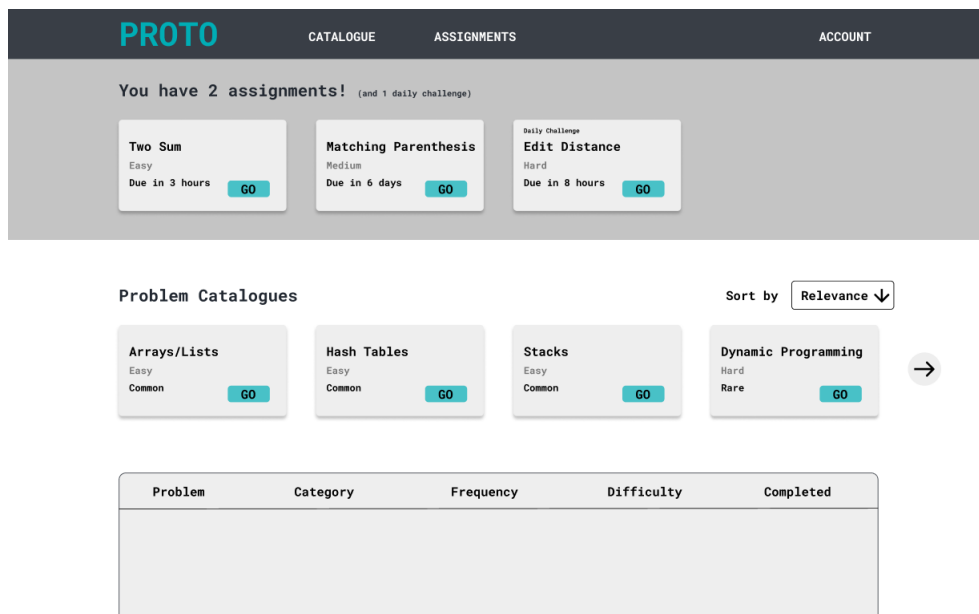 PROTO CATALOGUE ASSIGNMENTS ACCOUNT
You have 2 assignments! (and 1 daily challenge)
Two Sum
Easy
Due in 3 hours
GO
Matching Parenthesis
Medium
Due in 6 days
GO
Daily Challenge
Edit Distance
Hard
Due in 8 hours
GO
Problem Catalogues
Sort by Relevance
Arrays/Lists
Easy
Common
GO
Hash Tables
Easy
Common
GO
Stacks
Easy
Common
GO
Dynamic Programming
Hard
Rare
GO
Problem Category Frequency Difficulty Completed